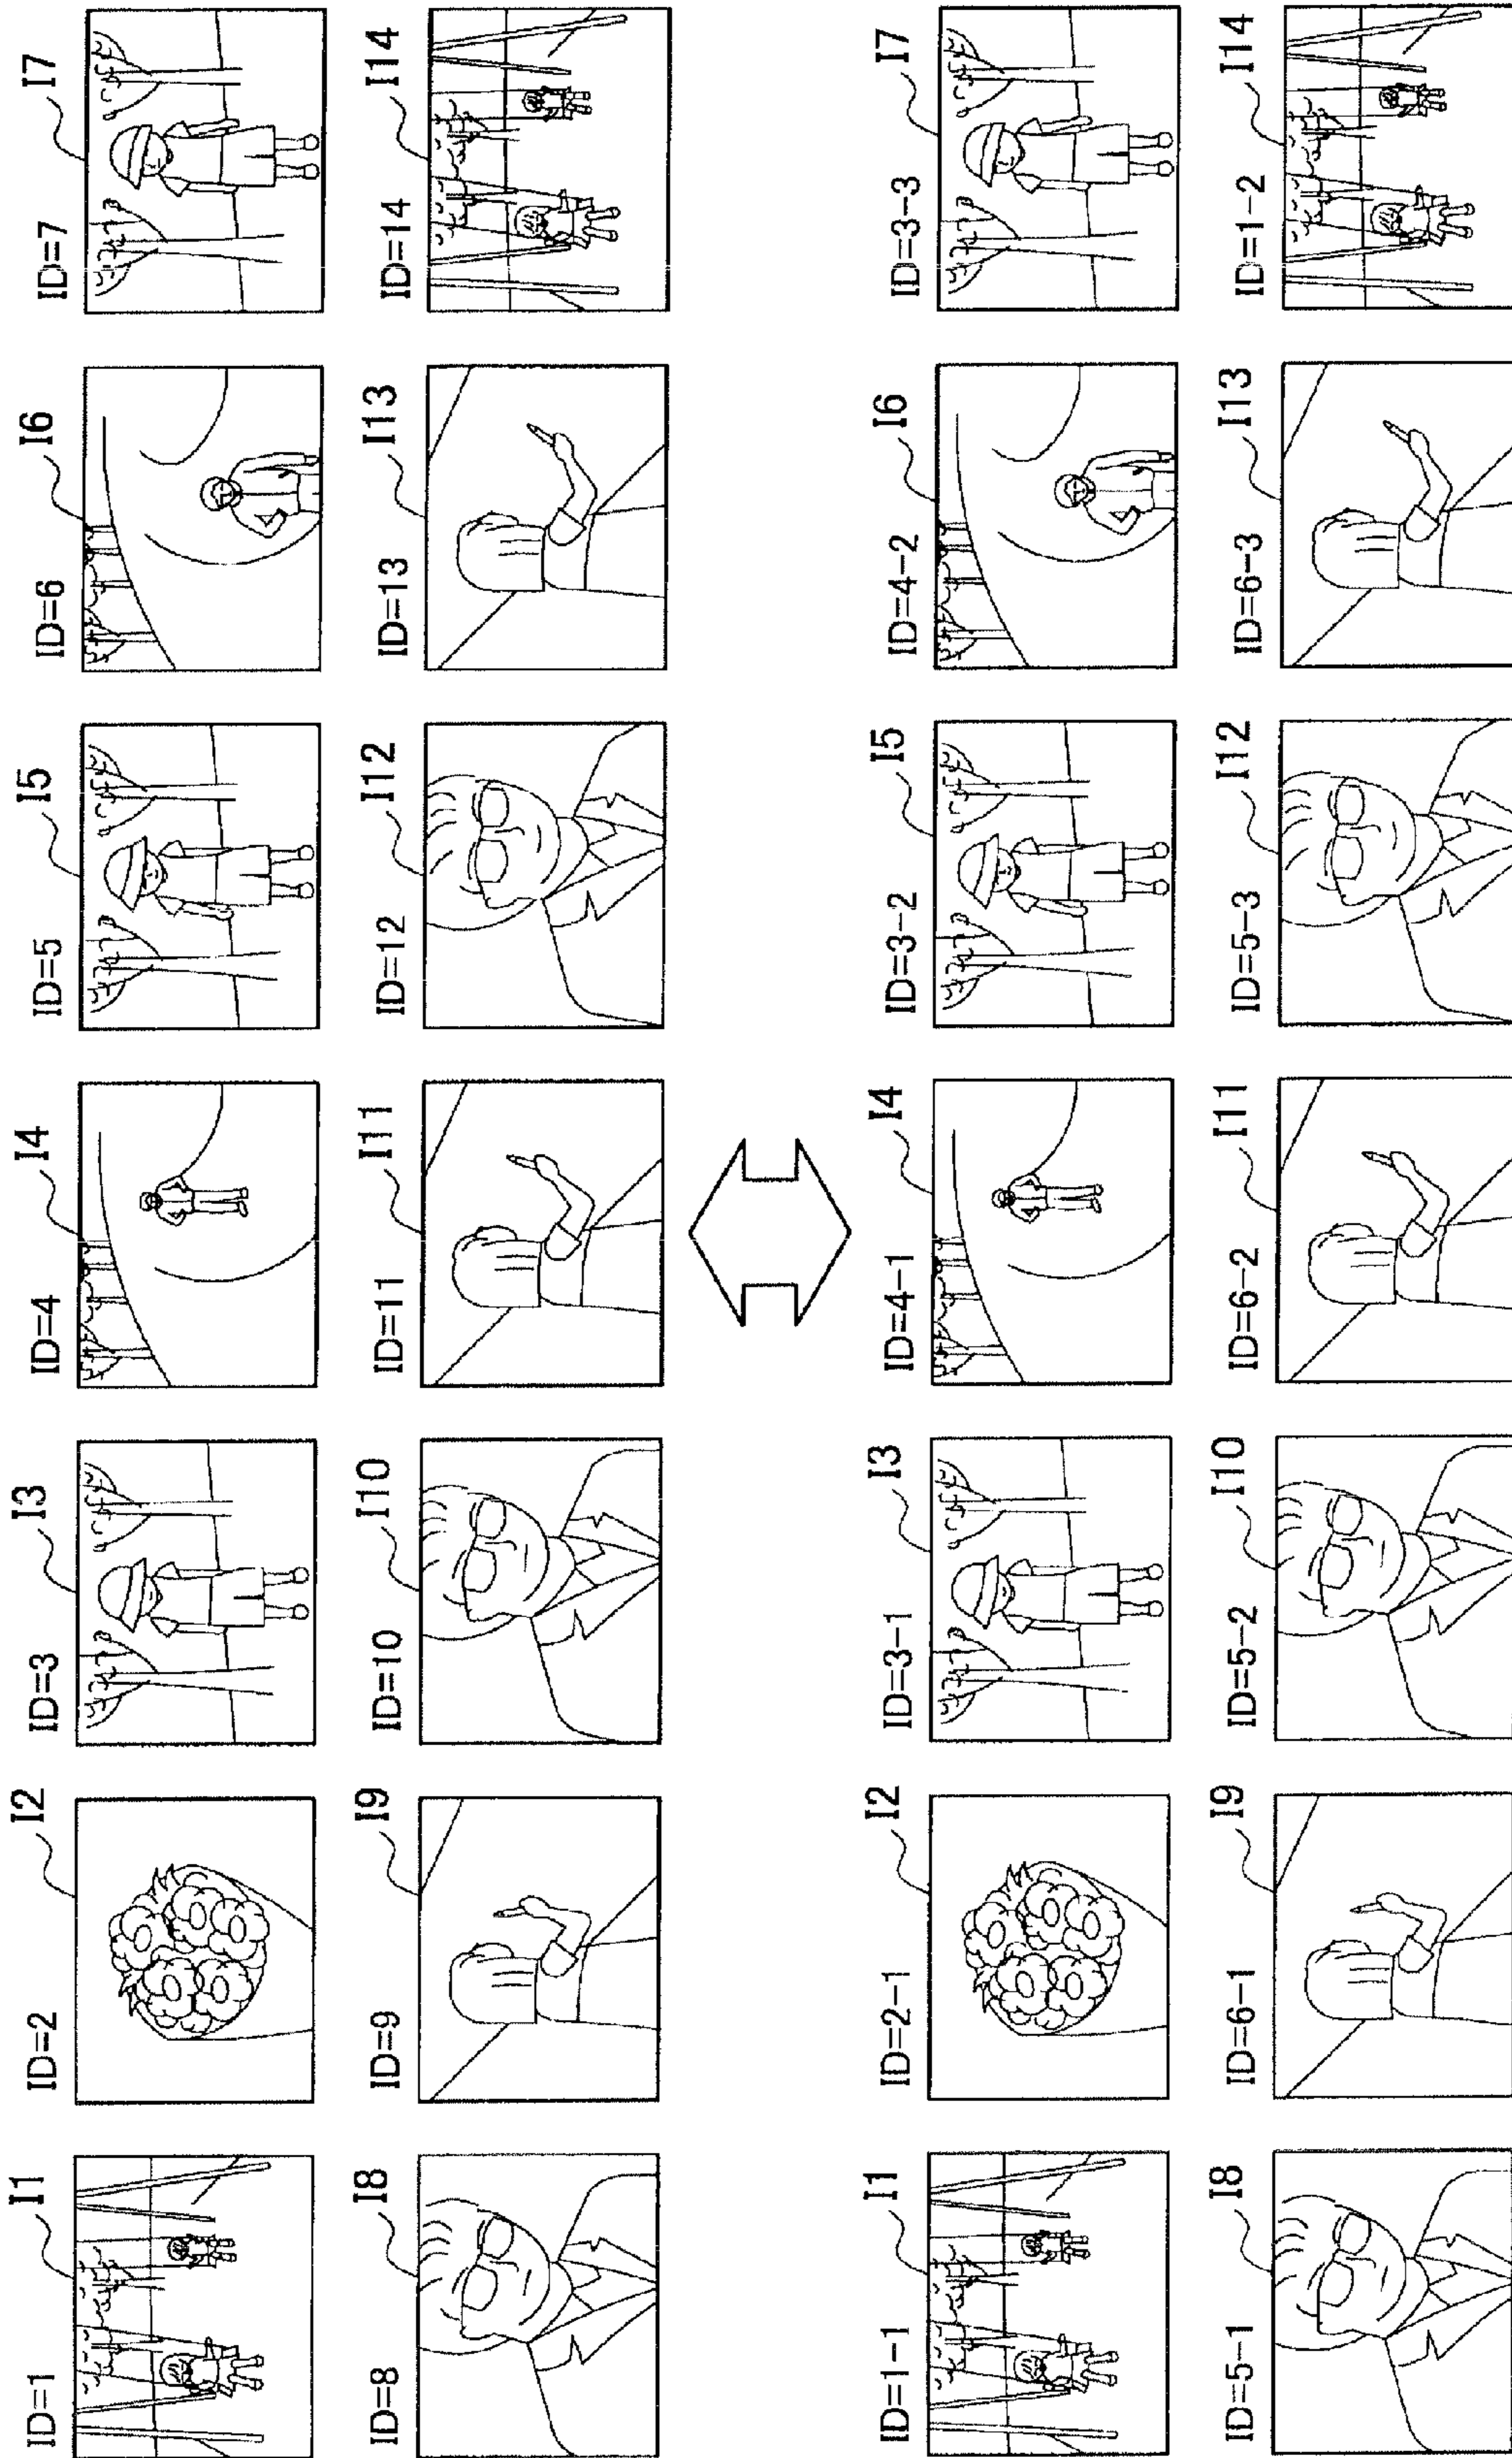 ID=1 I1
ID=2 I2
ID=3 I3
ID=4 I4
ID=5 I5
ID=6 I6
ID=7 I7
ID=8 I8
ID=9 I9
ID=10 I10
ID=11 I11
ID=12 I12
ID=13 I13
ID=14 I14
ID=1-1 I1
ID=2-1 I2
ID=3-1 I3
ID=4-1 I4
ID=3-2 I5
ID=4-2 I6
ID=3-3 I7
ID=5-1 I8
ID=6-1 I9
ID=5-2 I10
ID=6-2 I11
ID=5-3 I12
ID=6-3 I13
ID=1-2 I14